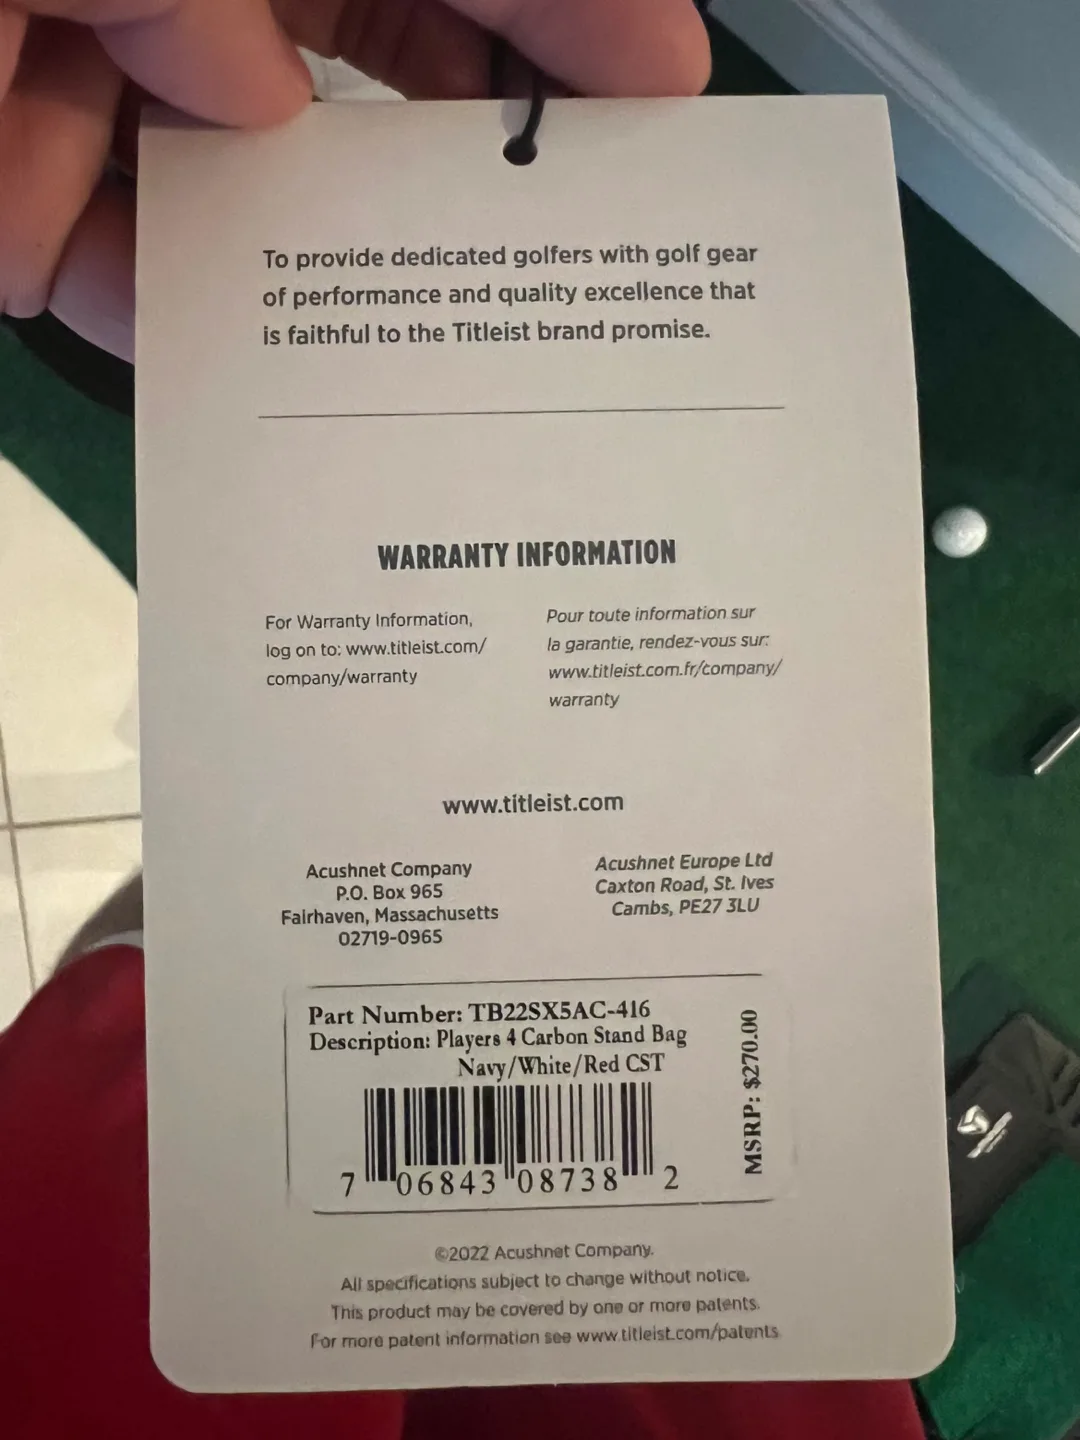 To provide dedicated golfers with golf gear
of performance and quality excellence that
is faithful to the Titleist brand promise.
WARRANTY INFORMATION
For Warranty Information,
log on to: www.titleist.com/
company/warranty
Pour toute information sur
la garantie, rendez-vous sur:
www.titleist.com.fr/company/
warranty
www.titleist.com
Acushnet Company
P.O. Box 965
Fairhaven, Massachusetts
02719-0965
Acushnet Europe Ltd
Caxton Road, St. Ives
Cambs, PE27 3LU
Part Number: TB22SX5AC-416
Description: Players 4 Carbon Stand Bag
Navy/White/Red CST
MSRP: $270.00
7 06843 08738 2
©2022 Acushnet Company.
All specifications subject to change without notice.
This product may be covered by one or more patents.
For more patent information see www.titleist.com/patents